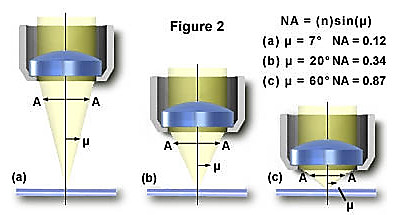 Figure 2
NA = (n)sin(μ)
(a) μ = 7° NA = 0.12
(b) μ = 20° NA = 0.34
(c) μ = 60° NA = 0.87
A A
μ
(a)
A A
μ
(b)
A A
μ
(c)